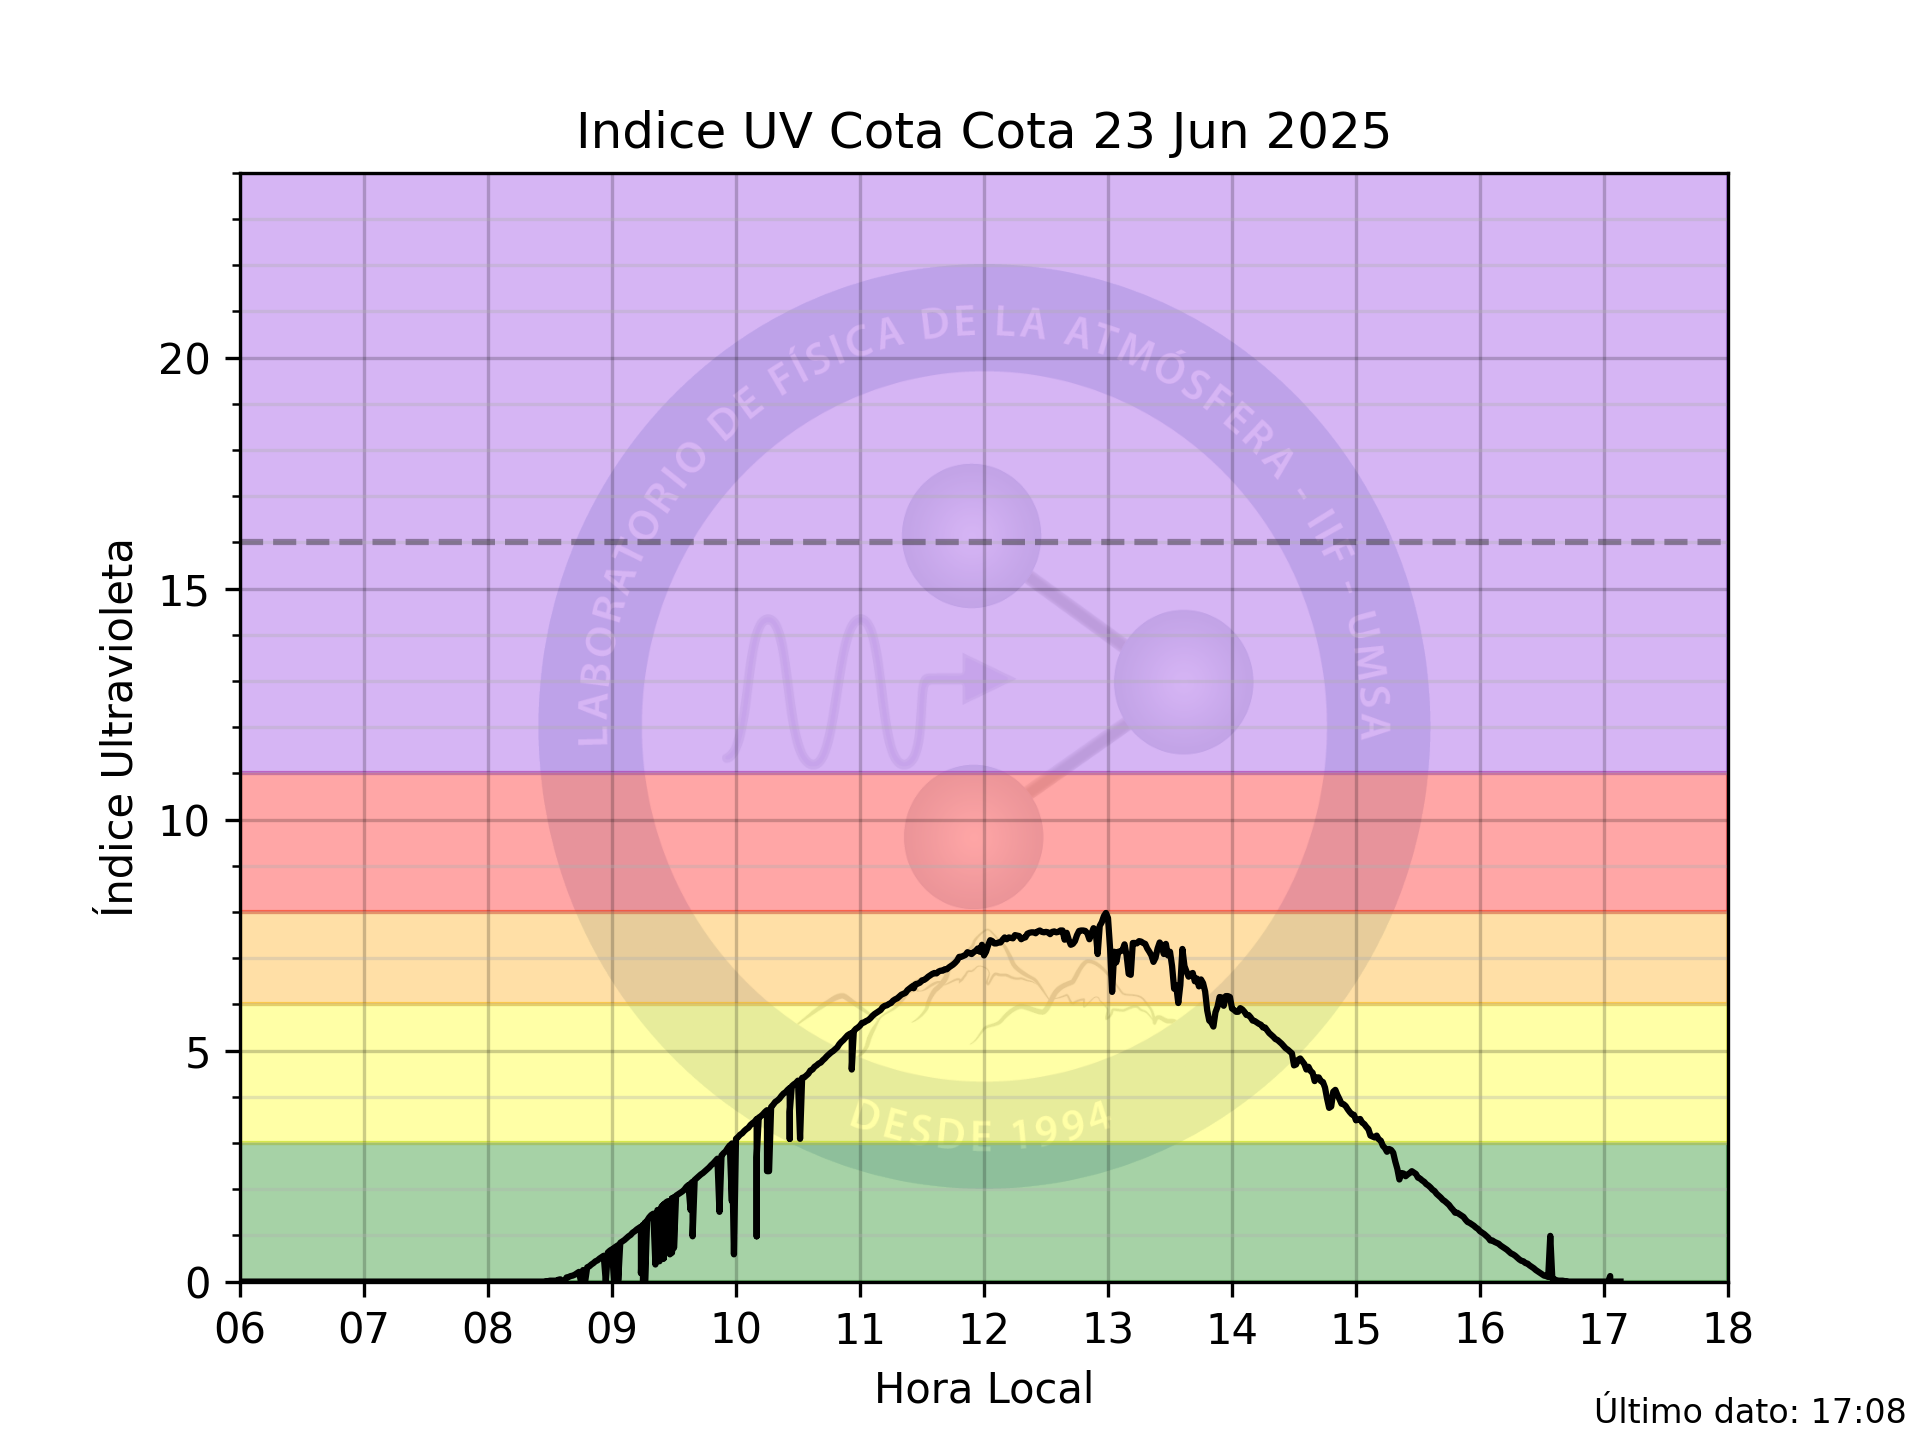 Indice UV Cota Cota 23 Jun 2025
Índice Ultravioleta
20
15
10
5
0
LABORATORIO DE FÍSICA DE LA ATMÓSFERA - IIF - UMSA
DESDE 1994
06 07 08 09 10 11 12 13 14 15 16 17 18
Hora Local
Último dato: 17:08